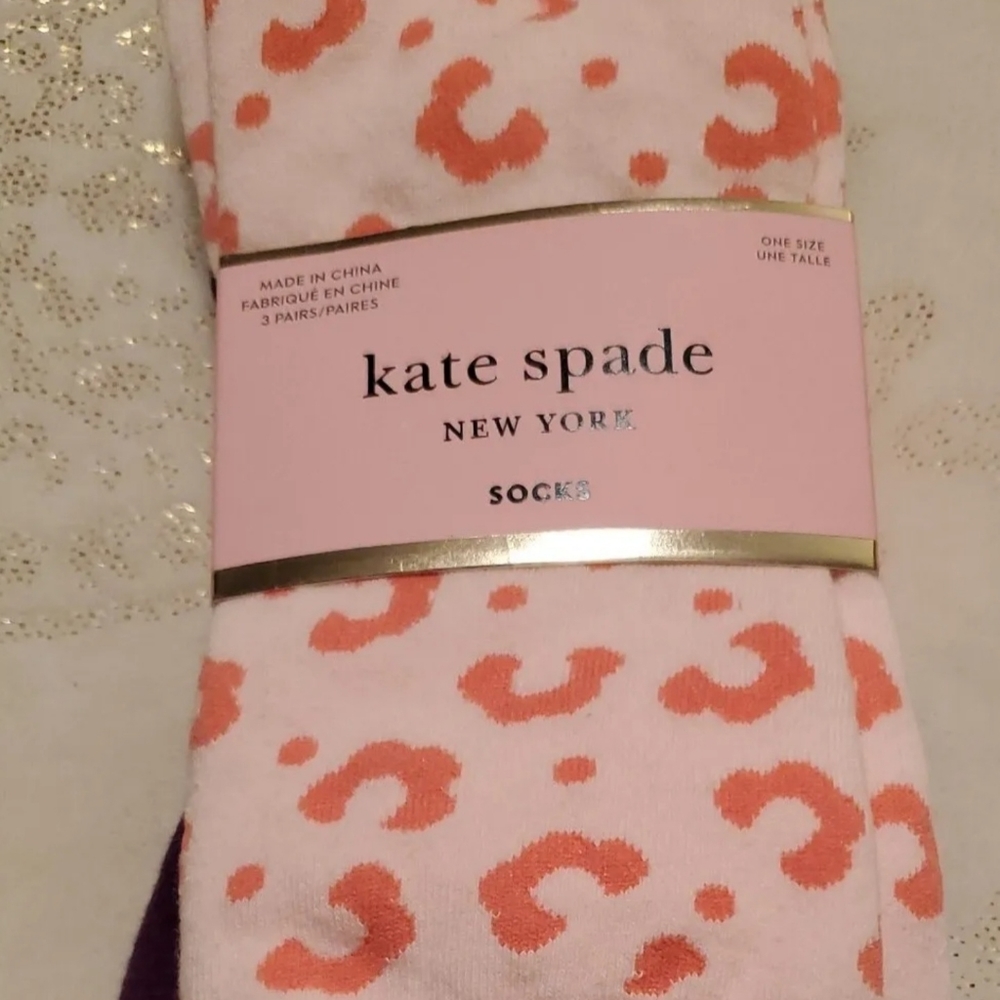 MADE IN CHINA
FABRIQUÉ EN CHINE
3 PAIRS/PAIRES
ONE SIZE
UNE TALLE
kate spade
NEW YORK
SOCKS